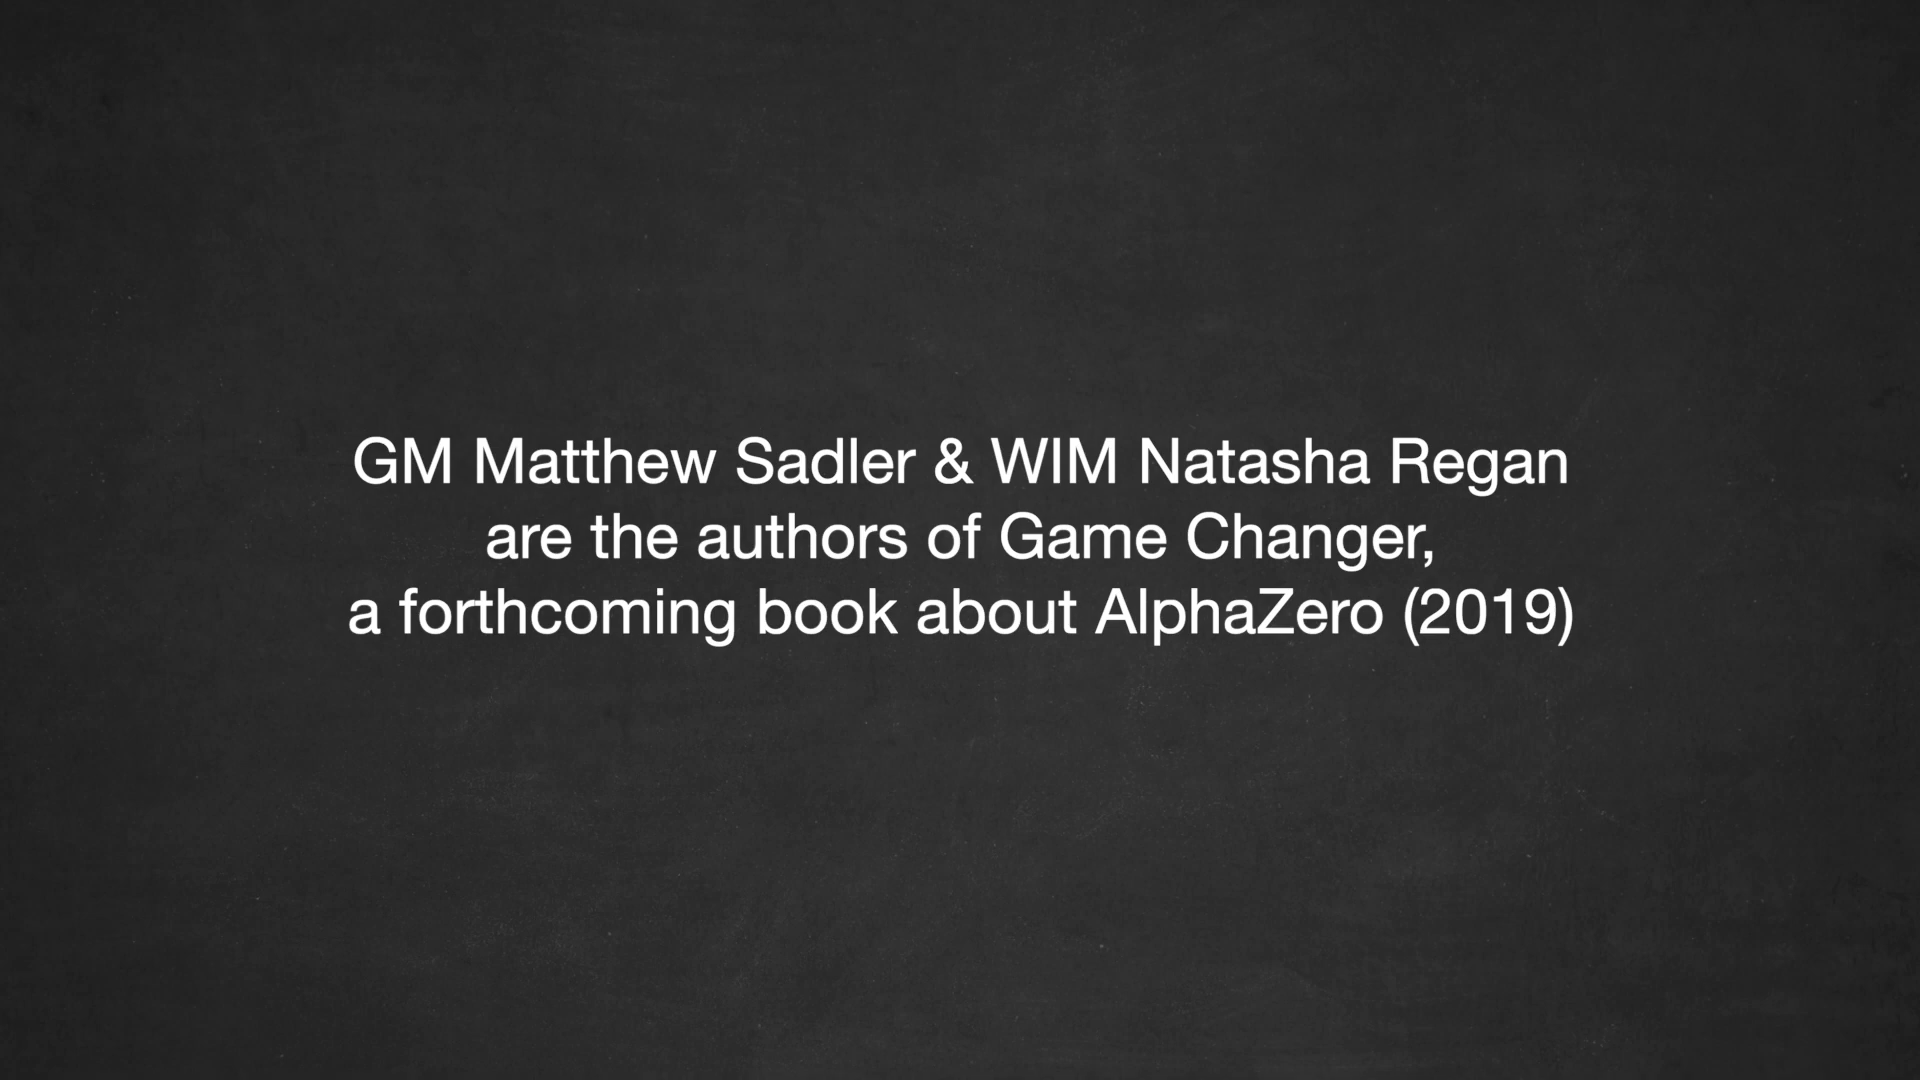 GM Matthew Sadler & WIM Natasha Regan
are the authors of Game Changer,
a forthcoming book about AlphaZero (2019)